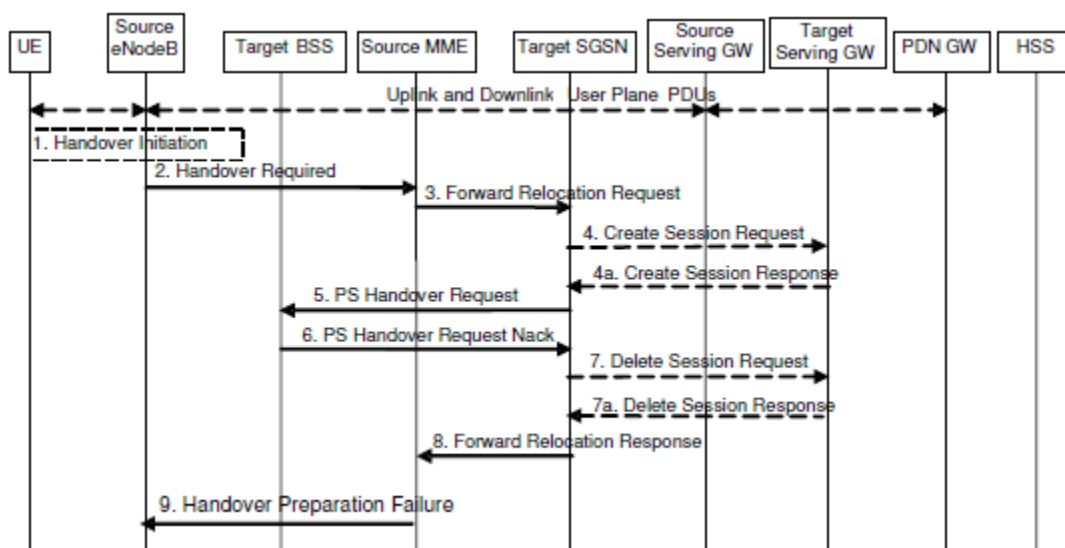 UE
Source
eNodeB
Target BSS
Source MME
Target SGSN
Source
Serving GW
Target
Serving GW
PDN GW
HSS
Uplink and Downlink User Plane PDUs
1. Handover Initiation
2. Handover Required
3. Forward Relocation Request
4. Create Session Request
4a. Create Session Response
5. PS Handover Request
6. PS Handover Request Nack
7. Delete Session Request
7a. Delete Session Response
8. Forward Relocation Response
9. Handover Preparation Failure